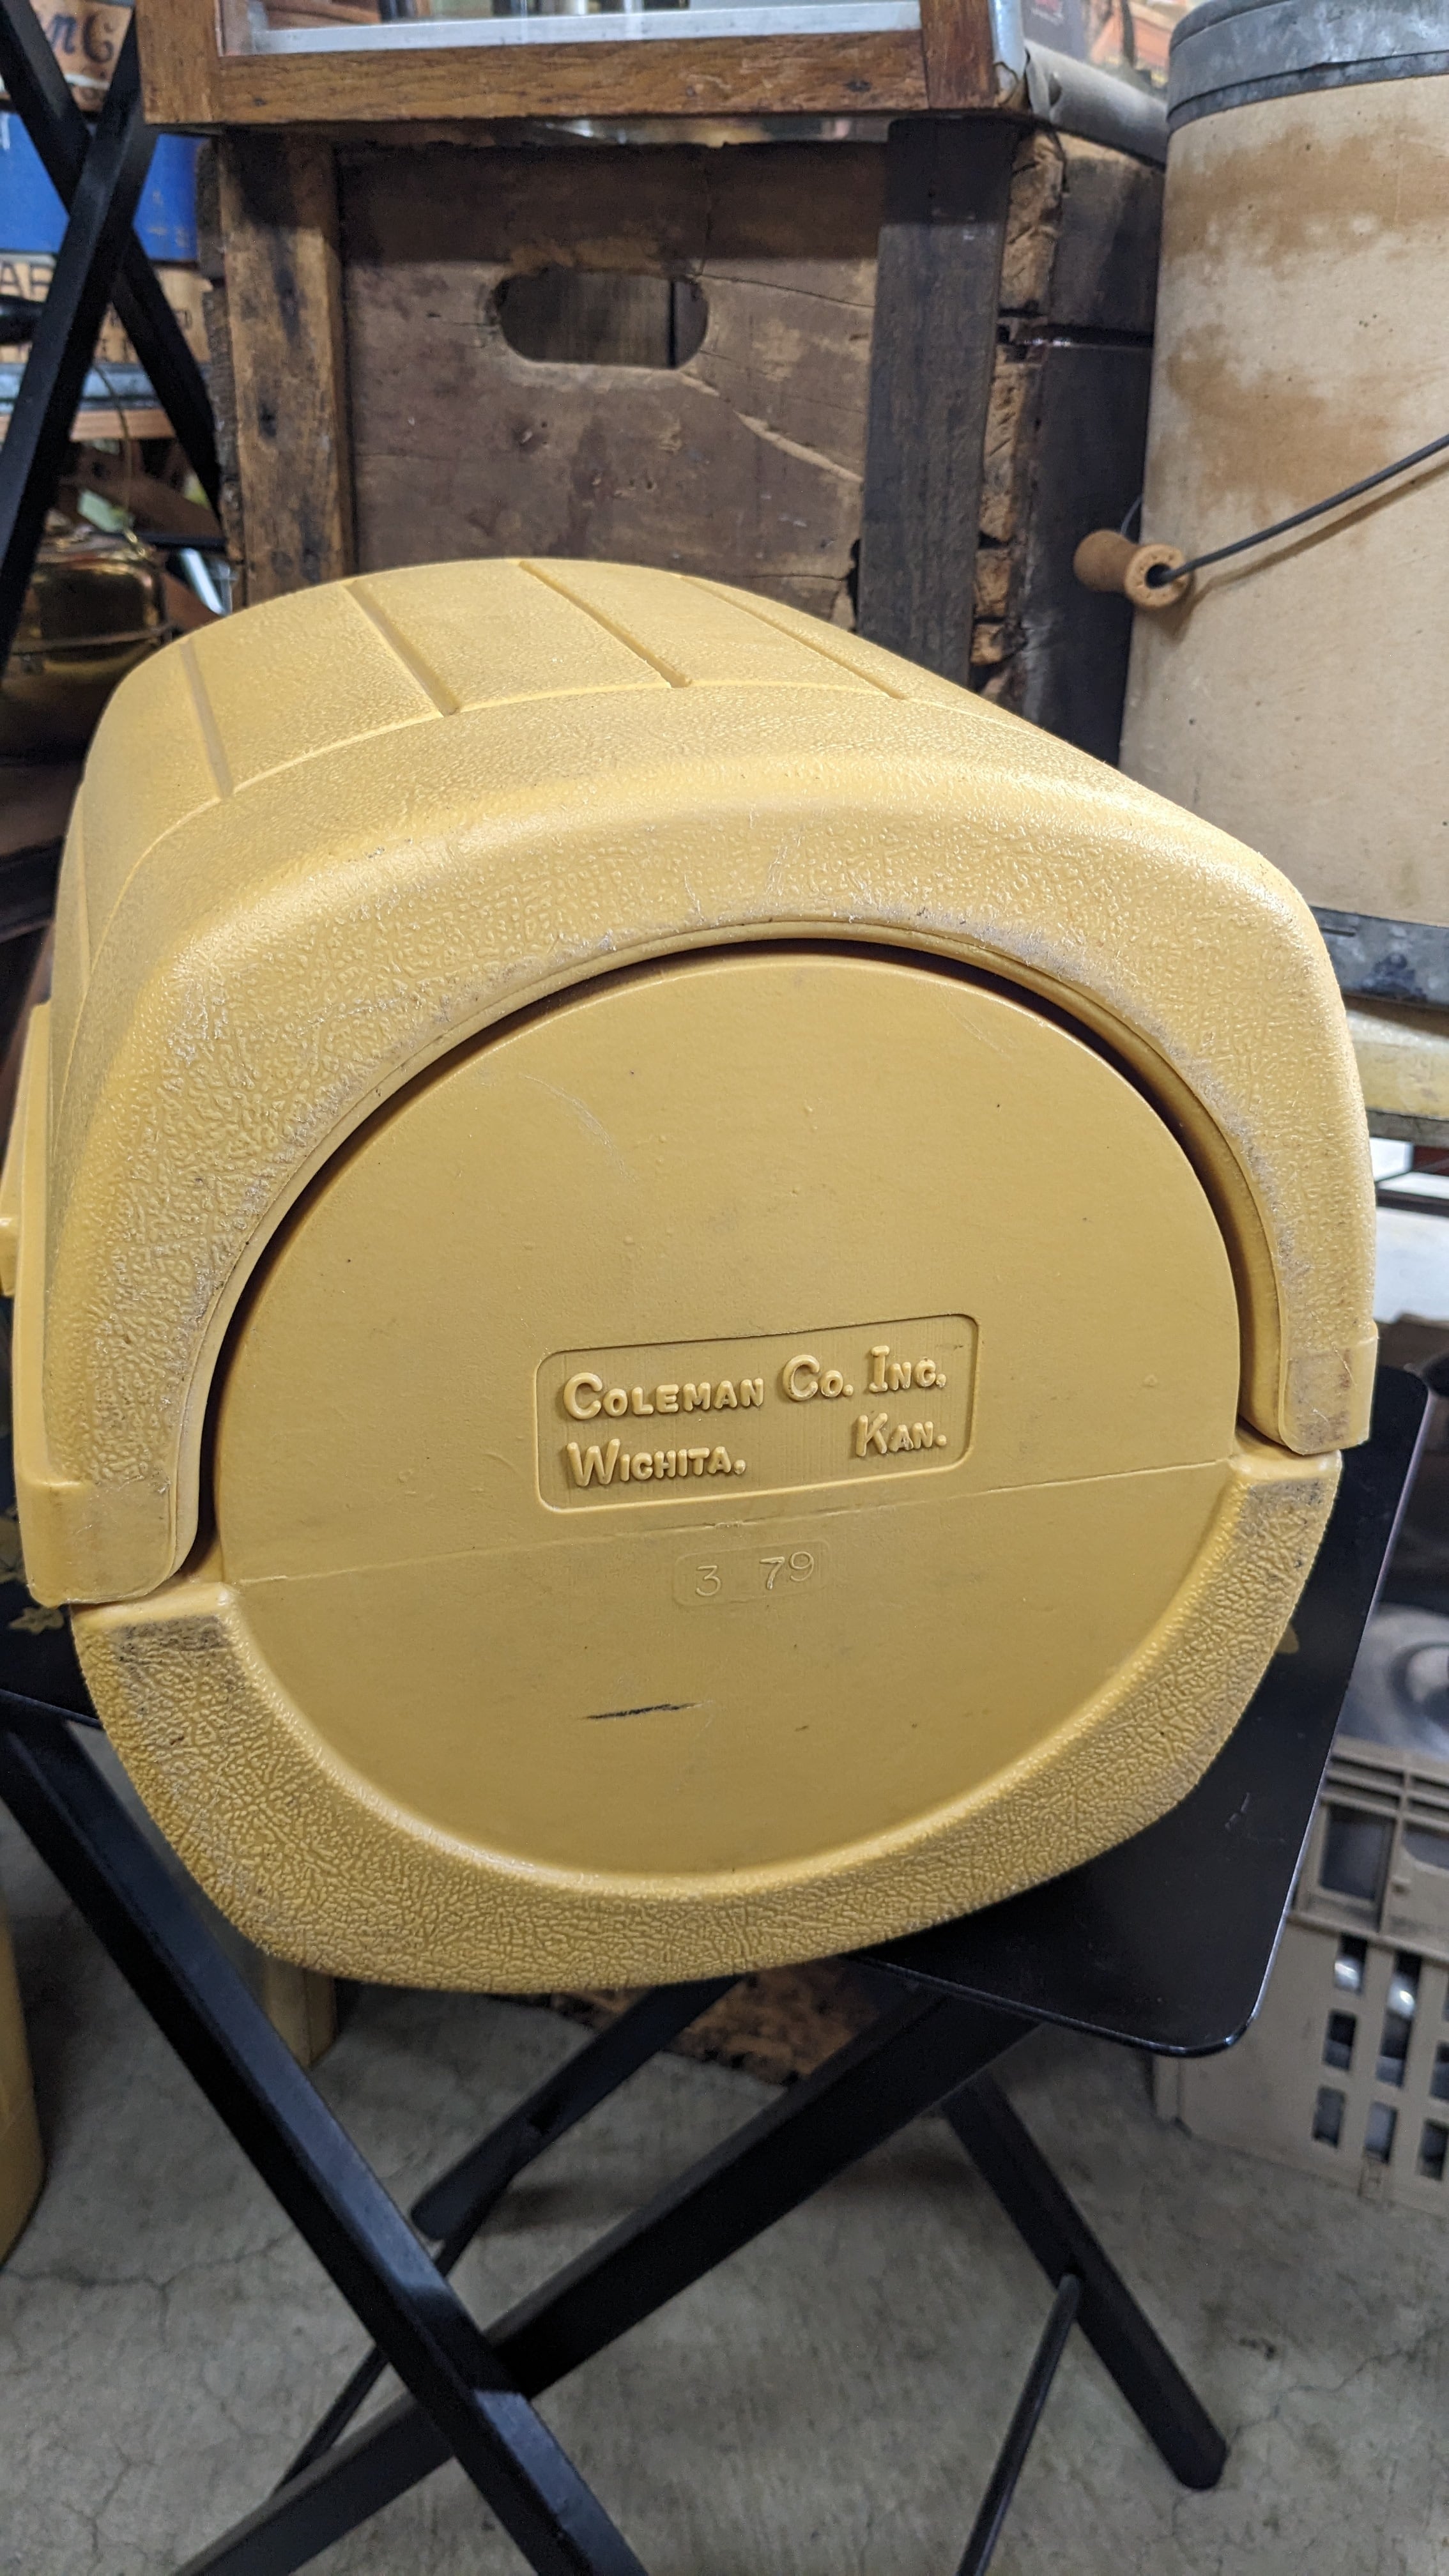 COLEMAN CO. INC.
WICHITA, KAN.
3 79